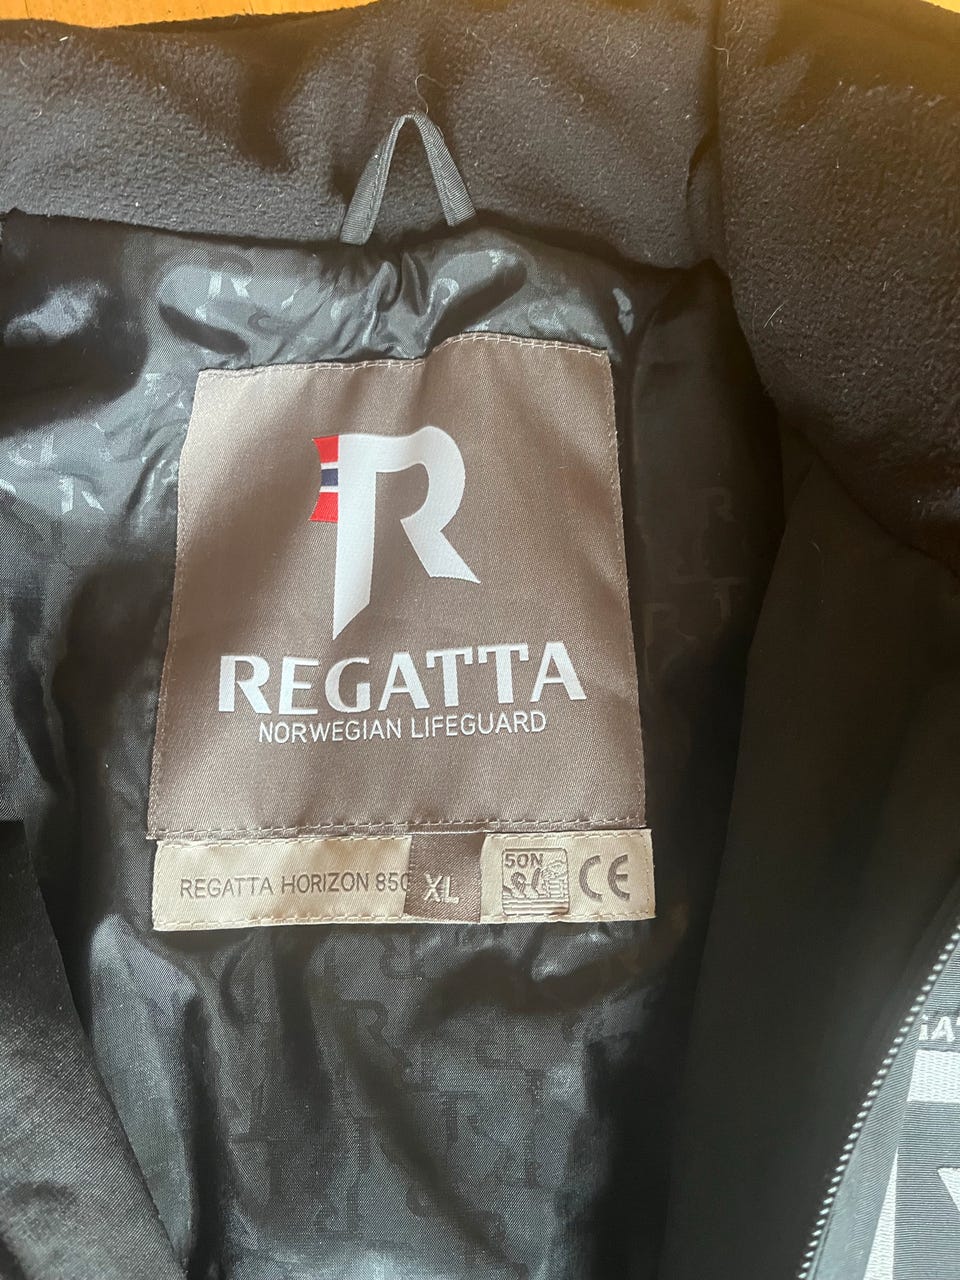 R
REGATTA
NORWEGIAN LIFEGUARD
REGATTA HORIZON 850 XL 50N CE